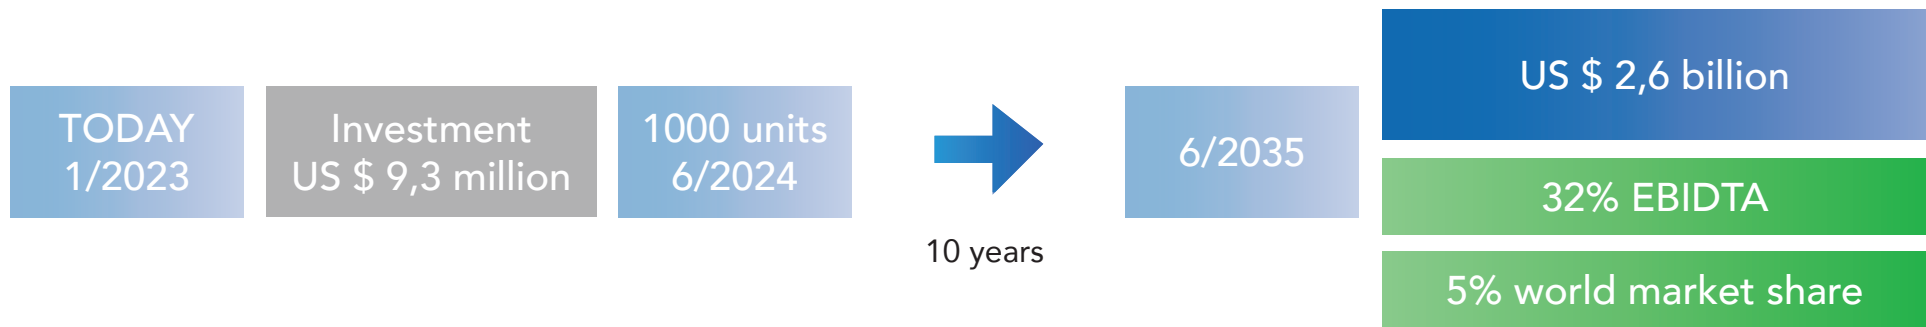 TODAY
1/2023
Investment
US $ 9,3 million
1000 units
6/2024
10 years
6/2035
US $ 2,6 billion
32% EBIDTA
5% world market share